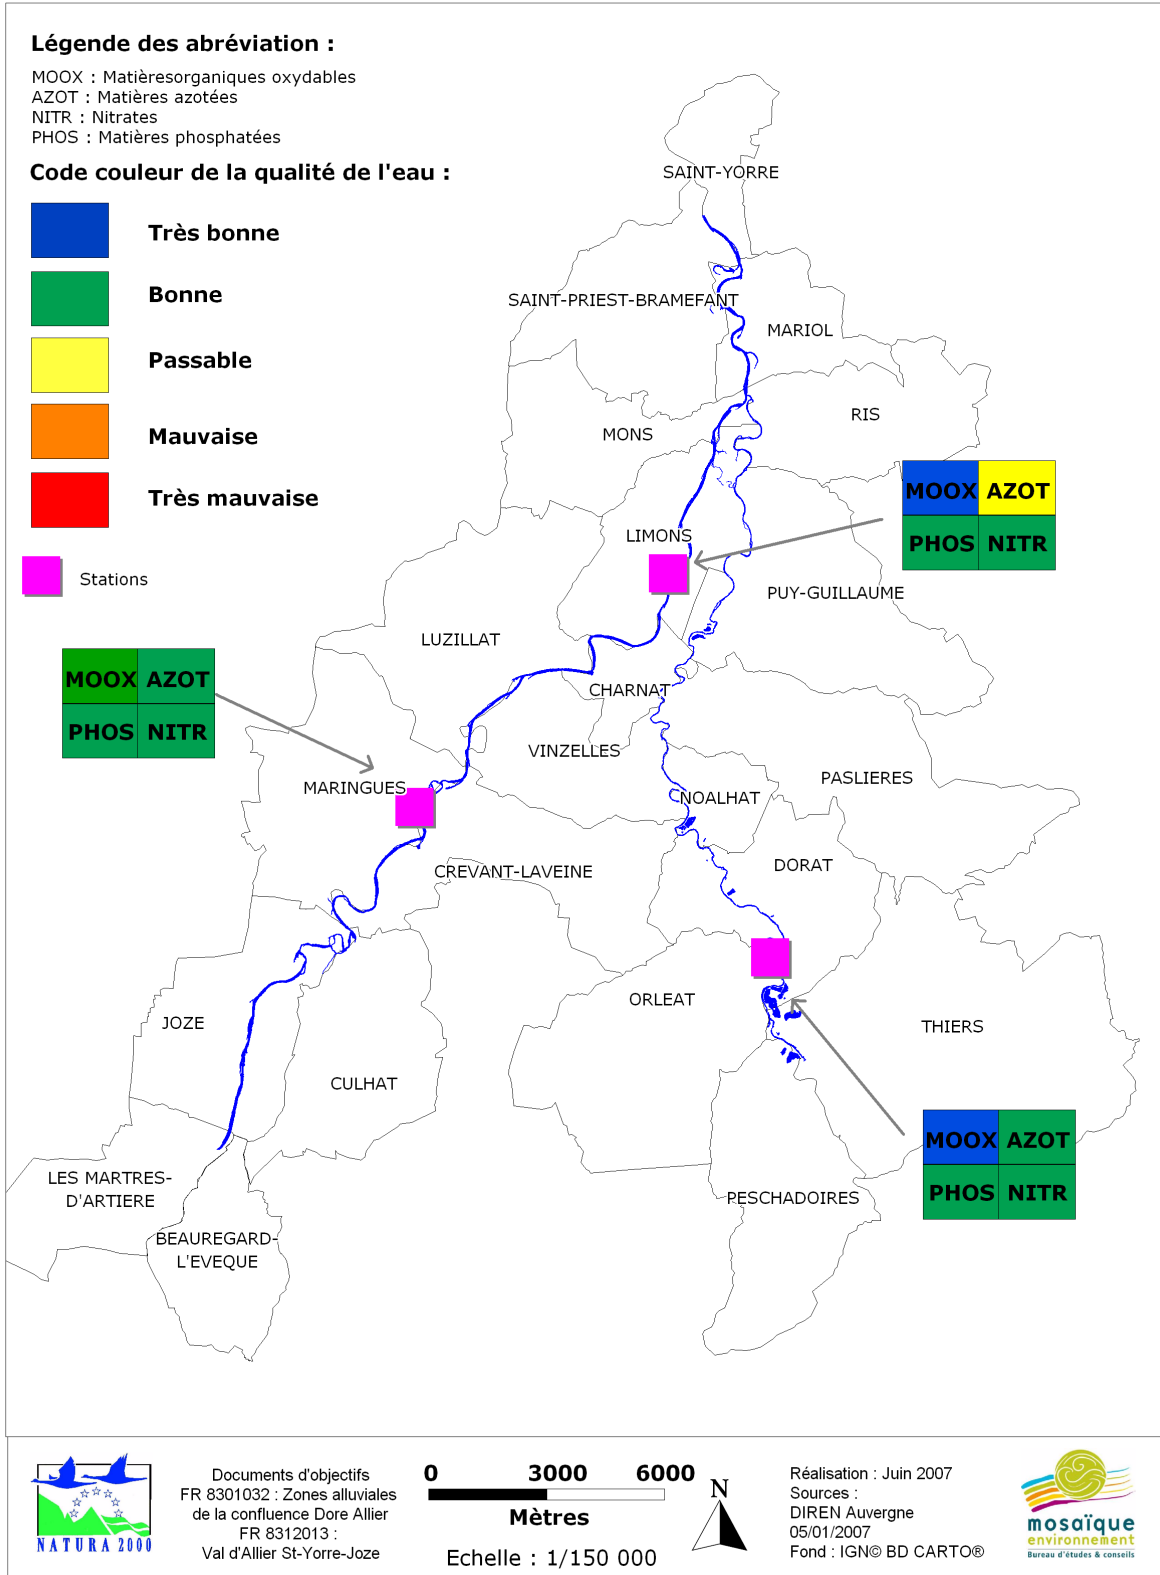 Légende des abréviation :
MOOX : Matièresorganiques oxydables
AZOT : Matières azotées
NITR : Nitrates
PHOS : Matières phosphatées
Code couleur de la qualité de l'eau :
Très bonne
Bonne
Passable
Mauvaise
Très mauvaise
Stations
SAINT-YORRE
SAINT-PRIEST-BRAMEFANT
MARIOL
RIS
MONS
MOOX AZOT
PHOS NITR
LIMONS
PUY-GUILLAUME
LUZILLAT
MOOX AZOT
PHOS NITR
CHARNAT
VINZELLES
MARINGUES
NOALHAT
PASLIERES
CREVANT-LAVEINE
DORAT
ORLEAT
JOZE
THIERS
CULHAT
MOOX AZOT
PHOS NITR
LES MARTRES-
D'ARTIERE
PESCHADOIRES
BEAUREGARD-
L'EVEQUE
NATURA 2000
Documents d'objectifs
FR 8301032 : Zones alluviales
de la confluence Dore Allier
FR 8312013 :
Val d'Allier St-Yorre-Joze
0 3000 6000
Mètres
Echelle : 1/150 000
N
Réalisation : Juin 2007
Sources :
DIREN Auvergne
05/01/2007
Fond : IGN© BD CARTO®
mosaïque
environnement
Bureau d'études & conseils